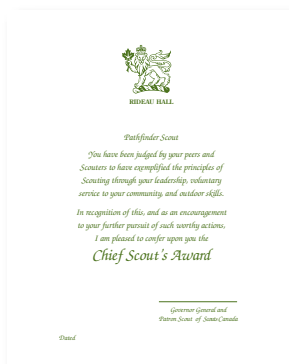 RIDEAU HALL
Pathfinder Scout
You have been judged by your peers and
Scouters to have exemplified the principles of
Scouting through your leadership, voluntary
service to your community, and outdoor skills.
In recognition of this, and as an encouragement
to your further pursuit of such worthy actions,
I am pleased to confer upon you the
Chief Scout's Award
Governor General and
Patron Scout of Scouts Canada
Dated